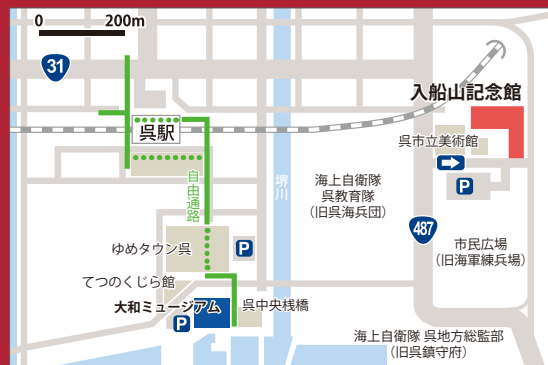 0 200m
31
入船山記念館
呉駅
呉市立美術館
P
自由通路
堺川
海上自衛隊
呉教育隊
（旧呉海兵団）
487
ゆめタウン呉
P
市民広場
（旧海軍練兵場）
てつのくじら館
大和ミュージアム
呉中央桟橋
P
海上自衛隊 呉地方総監部
（旧呉鎮守府）